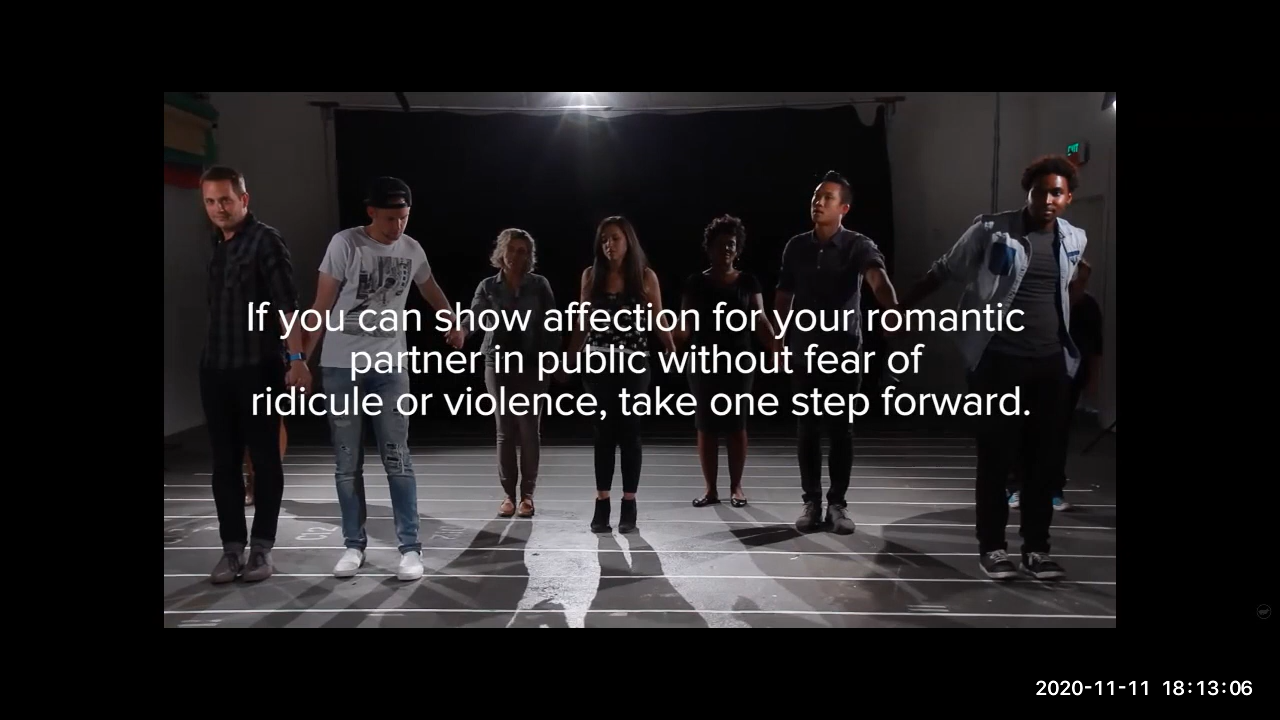 If you can show affection for your romantic
partner in public without fear of
ridicule or violence, take one step forward.
EXIT
2020-11-11 18:13:06